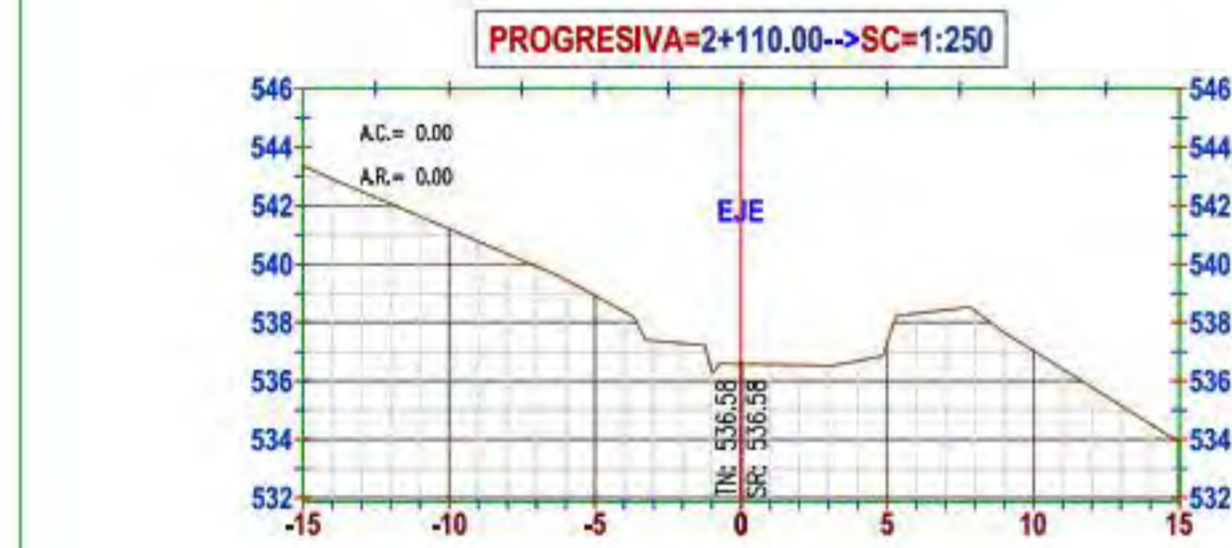 PROGRESIVA=2+110.00-->SC=1:250
546 546
A.C.= 0.00
544 544
A.R.= 0.00
542 EJE 542
540 540
538 538
536 536
TN: 536.58
SR: 536.58
534 534
532 532
-15 -10 -5 0 5 10 15